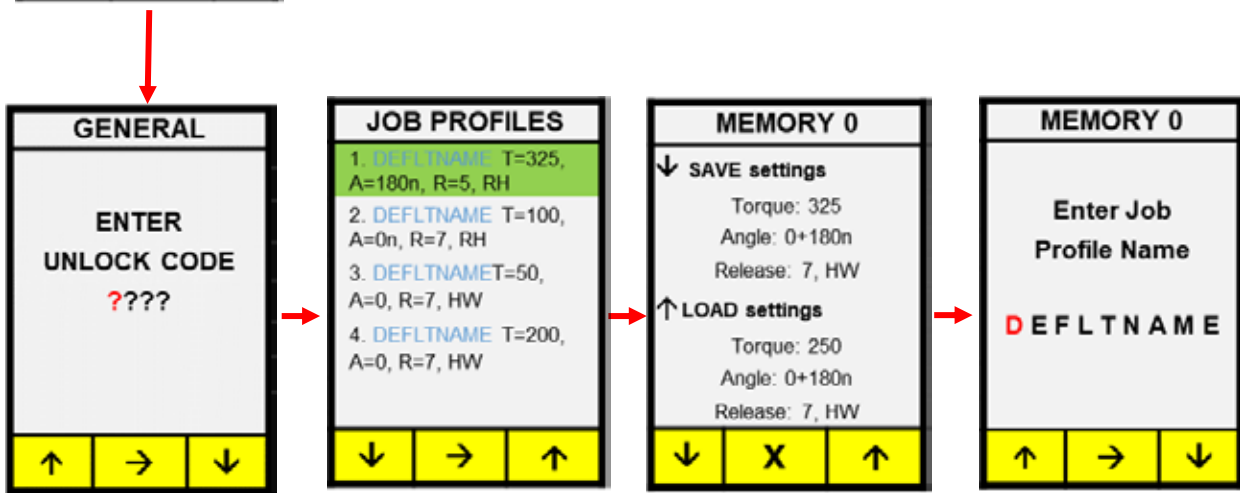 GENERAL
ENTER
UNLOCK CODE
????
↑ → ↓
JOB PROFILES
1. DEFLTNAME T=325,
A=180n, R=5, RH
2. DEFLTNAME T=100,
A=0n, R=7, RH
3. DEFLTNAMET=50,
A=0, R=7, HW
4. DEFLTNAME T=200,
A=0, R=7, HW
↓ → ↑
MEMORY 0
↓ SAVE settings
Torque: 325
Angle: 0+180n
Release: 7, HW
↑ LOAD settings
Torque: 250
Angle: 0+180n
Release: 7, HW
↓ X ↑
MEMORY 0
Enter Job
Profile Name
D E F L T N A M E
↑ → ↓